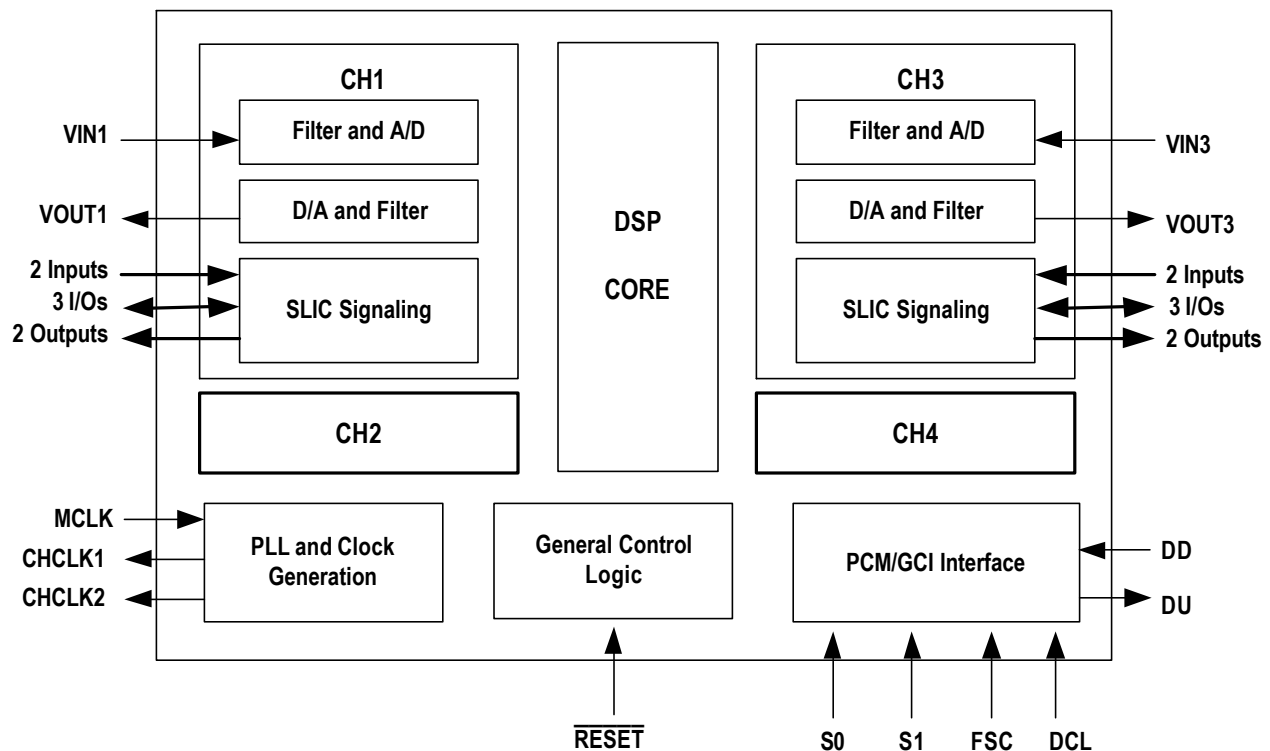 CH1
Filter and A/D
VIN1
D/A and Filter
VOUT1
2 Inputs
3 I/Os
2 Outputs
SLIC Signaling
CH2
DSP
CORE
CH3
Filter and A/D
VIN3
D/A and Filter
VOUT3
SLIC Signaling
2 Inputs
3 I/Os
2 Outputs
CH4
MCLK
CHCLK1
CHCLK2
PLL and Clock
Generation
General Control
Logic
RESET
PCM/GCI Interface
DD
DU
S0
S1
FSC
DCL